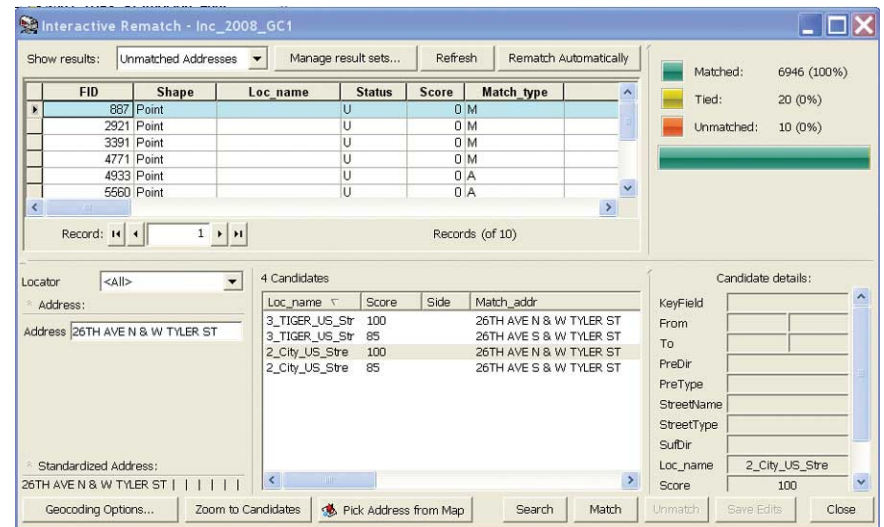 Interactive Rematch - Inc_2008_GC1
Show results: Unmatched Addresses Manage result sets... Refresh Rematch Automatically
FID Shape Loc_name Status Score Match_type
887 Point U 0 M
2921 Point U 0 M
3391 Point U 0 M
4771 Point U 0 M
4933 Point U 0 A
5560 Point U 0 A
Record: 1 Records (of 10)
Matched: 6946 (100%)
Tied: 20 (0%)
Unmatched: 10 (0%)
Locator <All>
Address:
Address 26TH AVE N & W TYLER ST
Standardized Address:
26TH AVE N & W TYLER ST | | | | | |
4 Candidates
Loc_name Score Side Match_addr
3_TIGER_US_Str 100 26TH AVE N & W TYLER ST
3_TIGER_US_Str 85 26TH AVE S & W TYLER ST
2_City_US_Stre 100 26TH AVE N & W TYLER ST
2_City_US_Stre 85 26TH AVE S & W TYLER ST
Candidate details:
KeyField
From
To
PreDir
PreType
StreetName
StreetType
SufDir
Loc_name 2_City_US_Stre
Score 100
Geocoding Options... Zoom to Candidates Pick Address from Map Search Match Unmatch Save Edits Close